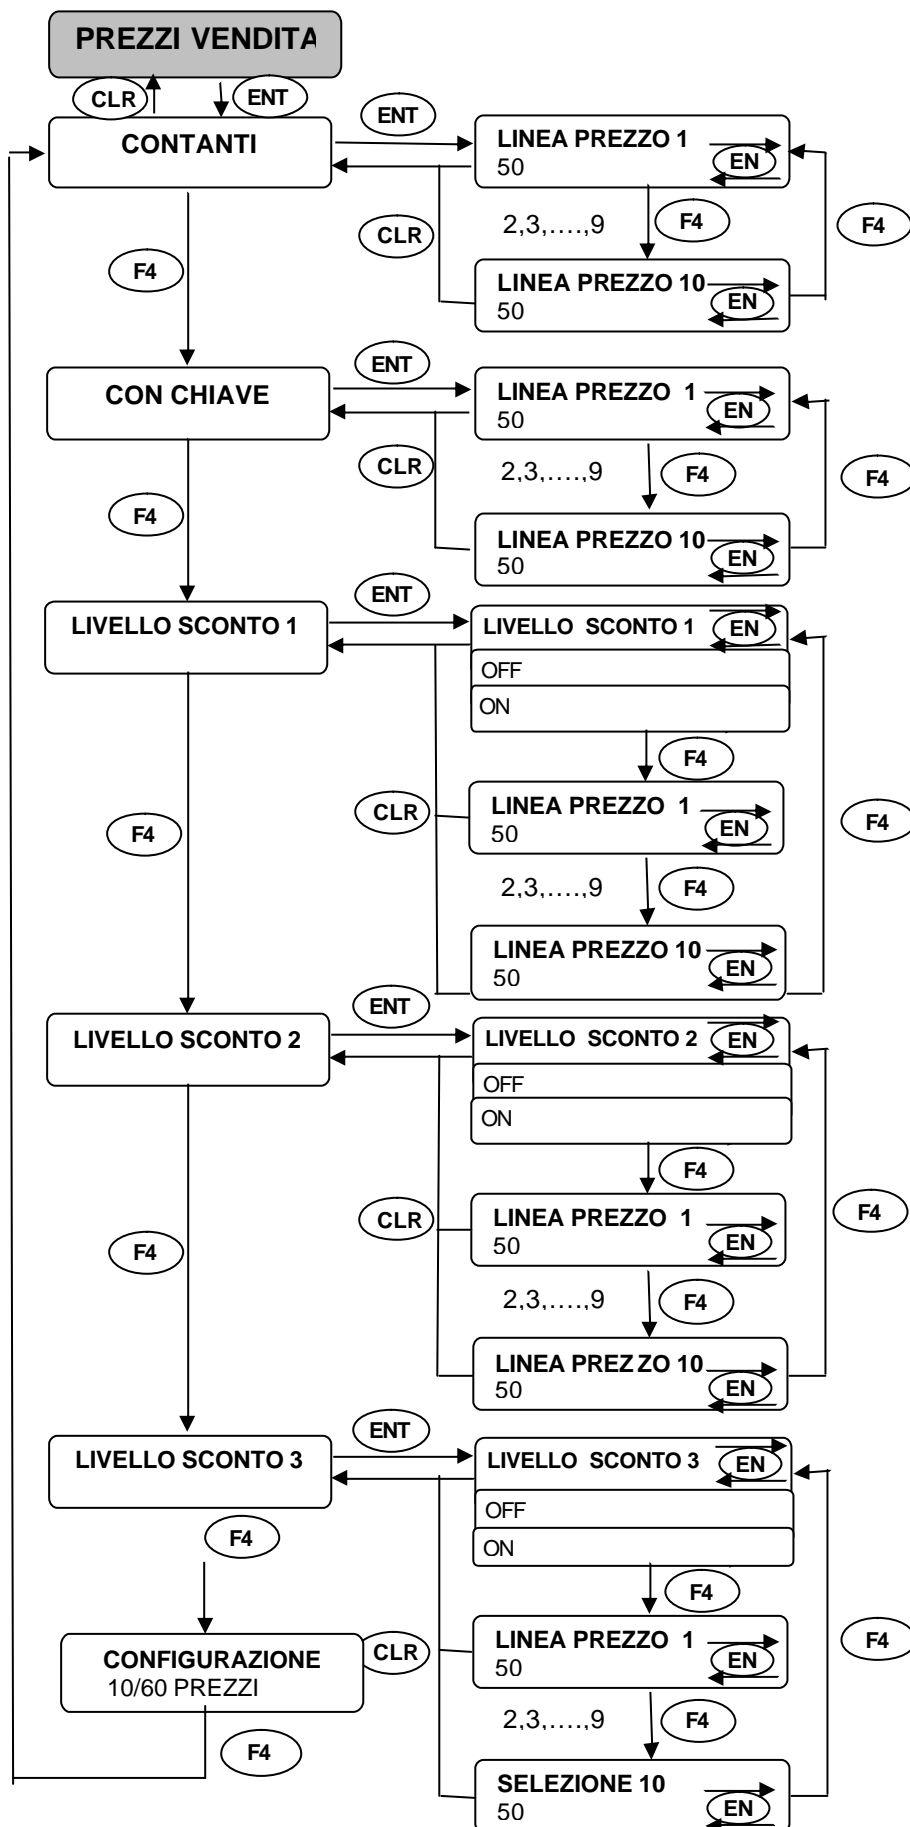 PREZZI VENDITA
CLR
ENT
CONTANTI
ENT
LINEA PREZZO 1
50
EN
CLR
2,3,….,9
F4
F4
F4
LINEA PREZZO 10
50
EN
CON CHIAVE
ENT
LINEA PREZZO 1
50
EN
CLR
2,3,….,9
F4
F4
F4
LINEA PREZZO 10
50
EN
LIVELLO SCONTO 1
ENT
LIVELLO SCONTO 1
EN
OFF
ON
F4
LINEA PREZZO 1
50
EN
CLR
F4
F4
2,3,….,9
F4
LINEA PREZZO 10
50
EN
LIVELLO SCONTO 2
ENT
LIVELLO SCONTO 2
EN
OFF
ON
F4
LINEA PREZZO 1
50
EN
CLR
F4
F4
2,3,….,9
F4
LINEA PREZ ZO 10
50
EN
LIVELLO SCONTO 3
ENT
LIVELLO SCONTO 3
EN
OFF
ON
F4
F4
CONFIGURAZIONE
10/60 PREZZI
CLR
LINEA PREZZO 1
50
EN
F4
F4
2,3,….,9
F4
SELEZIONE 10
50
EN